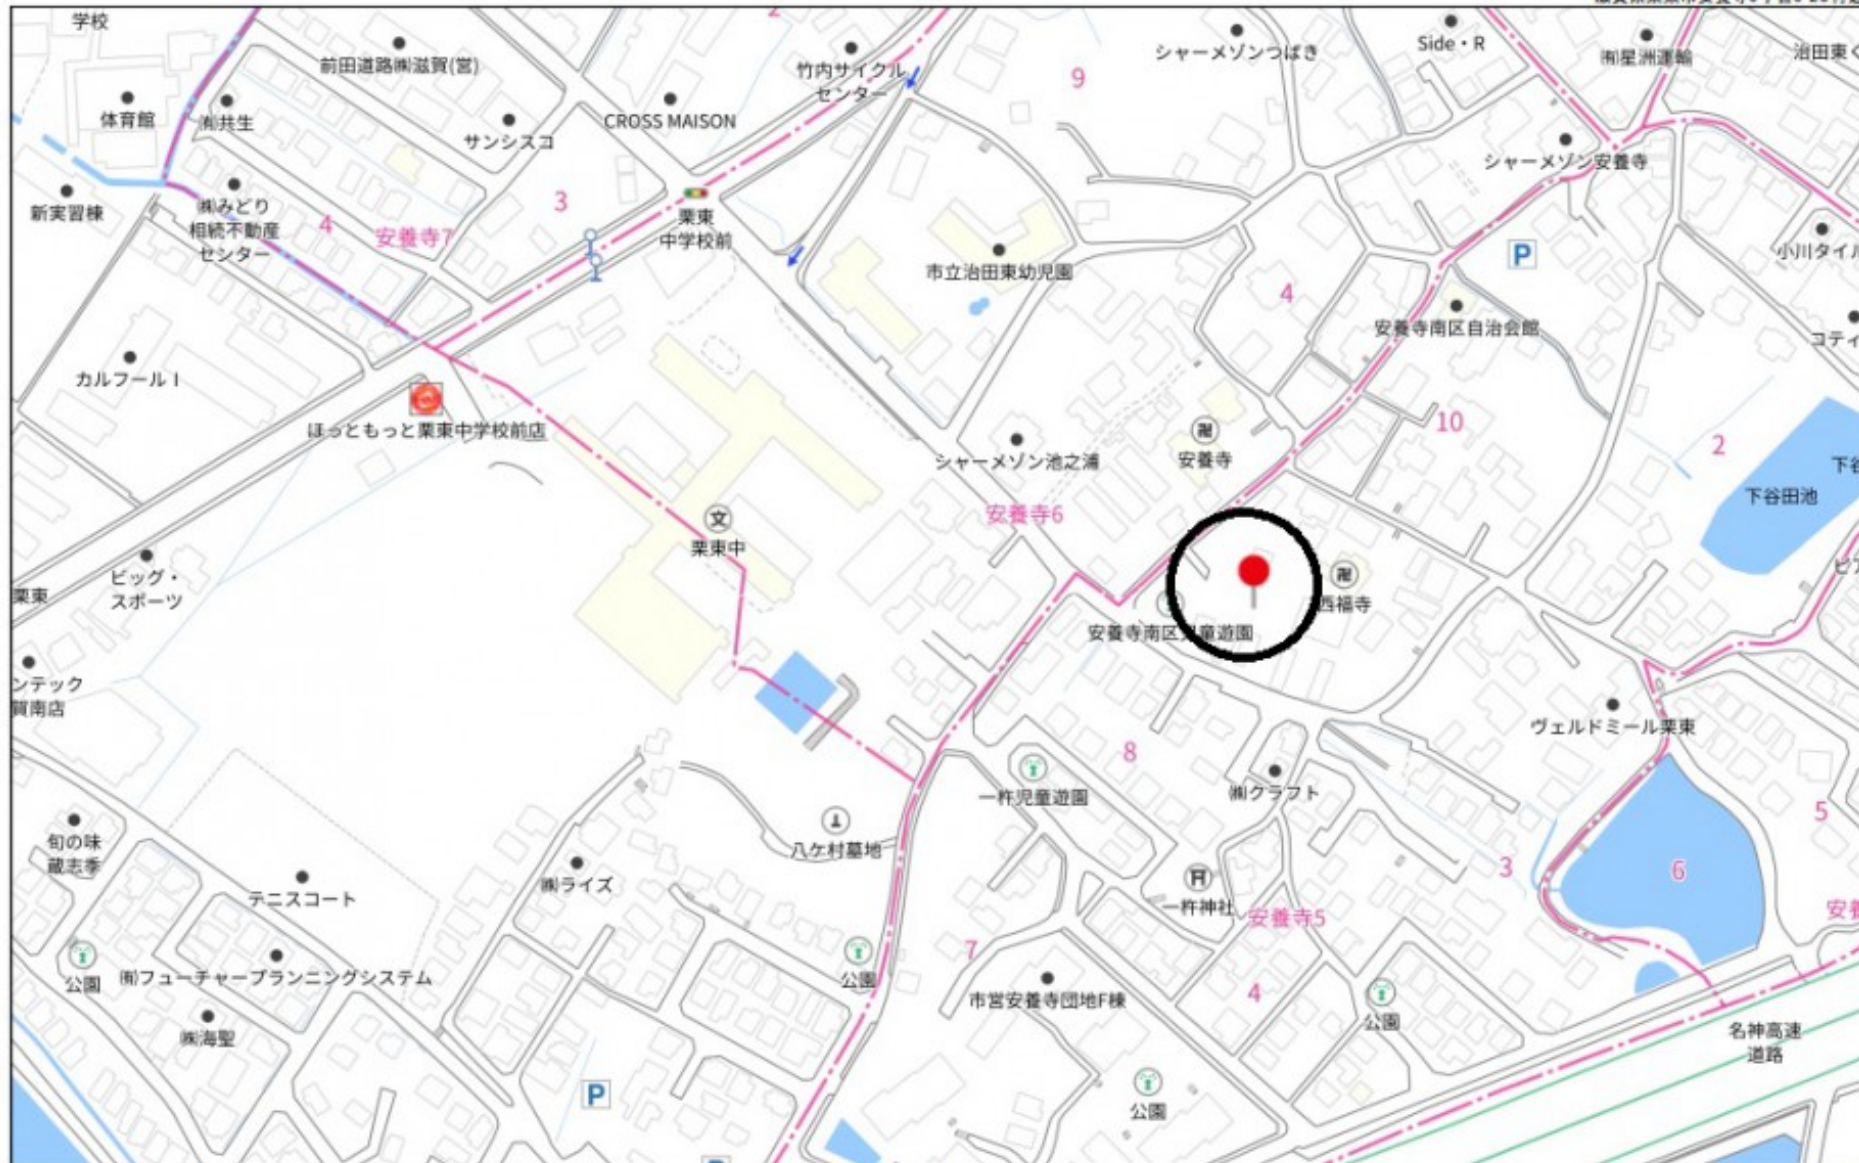 学校
2
シャーメゾンつばき
Side・R
㈲星洲運輸
治田東く
前田道路㈱滋賀(営)
竹内サイクル
センター
9
体育館
㈲共生
サンシスコ
CROSS MAISON
シャーメゾン安養寺
新実習棟
㈱みどり
相続不動産
センター
4
安養寺7
3
栗東
中学校前
市立治田東幼児園
P
小川タイル
4
安養寺南区自治会館
コティ
カルフールⅠ
ほっともっと栗東中学校前店
シャーメゾン池之浦
安養寺
10
2
下谷
下谷田池
安養寺6
文
栗東中
ビッグ・
スポーツ
栗東
西福寺
安養寺南区児童遊園
ンテック
賀南店
ヴェルドミール栗東
8
一杵児童遊園
㈱クラフト
5
旬の味
蔵志季
八ケ村墓地
㈱ライズ
テニスコート
3
6
一杵神社
安養寺5
安養
7
公園
㈲フューチャープランニングシステム
公園
市営安養寺団地F棟
4
公園
㈱海聖
名神高速
道路
P
公園